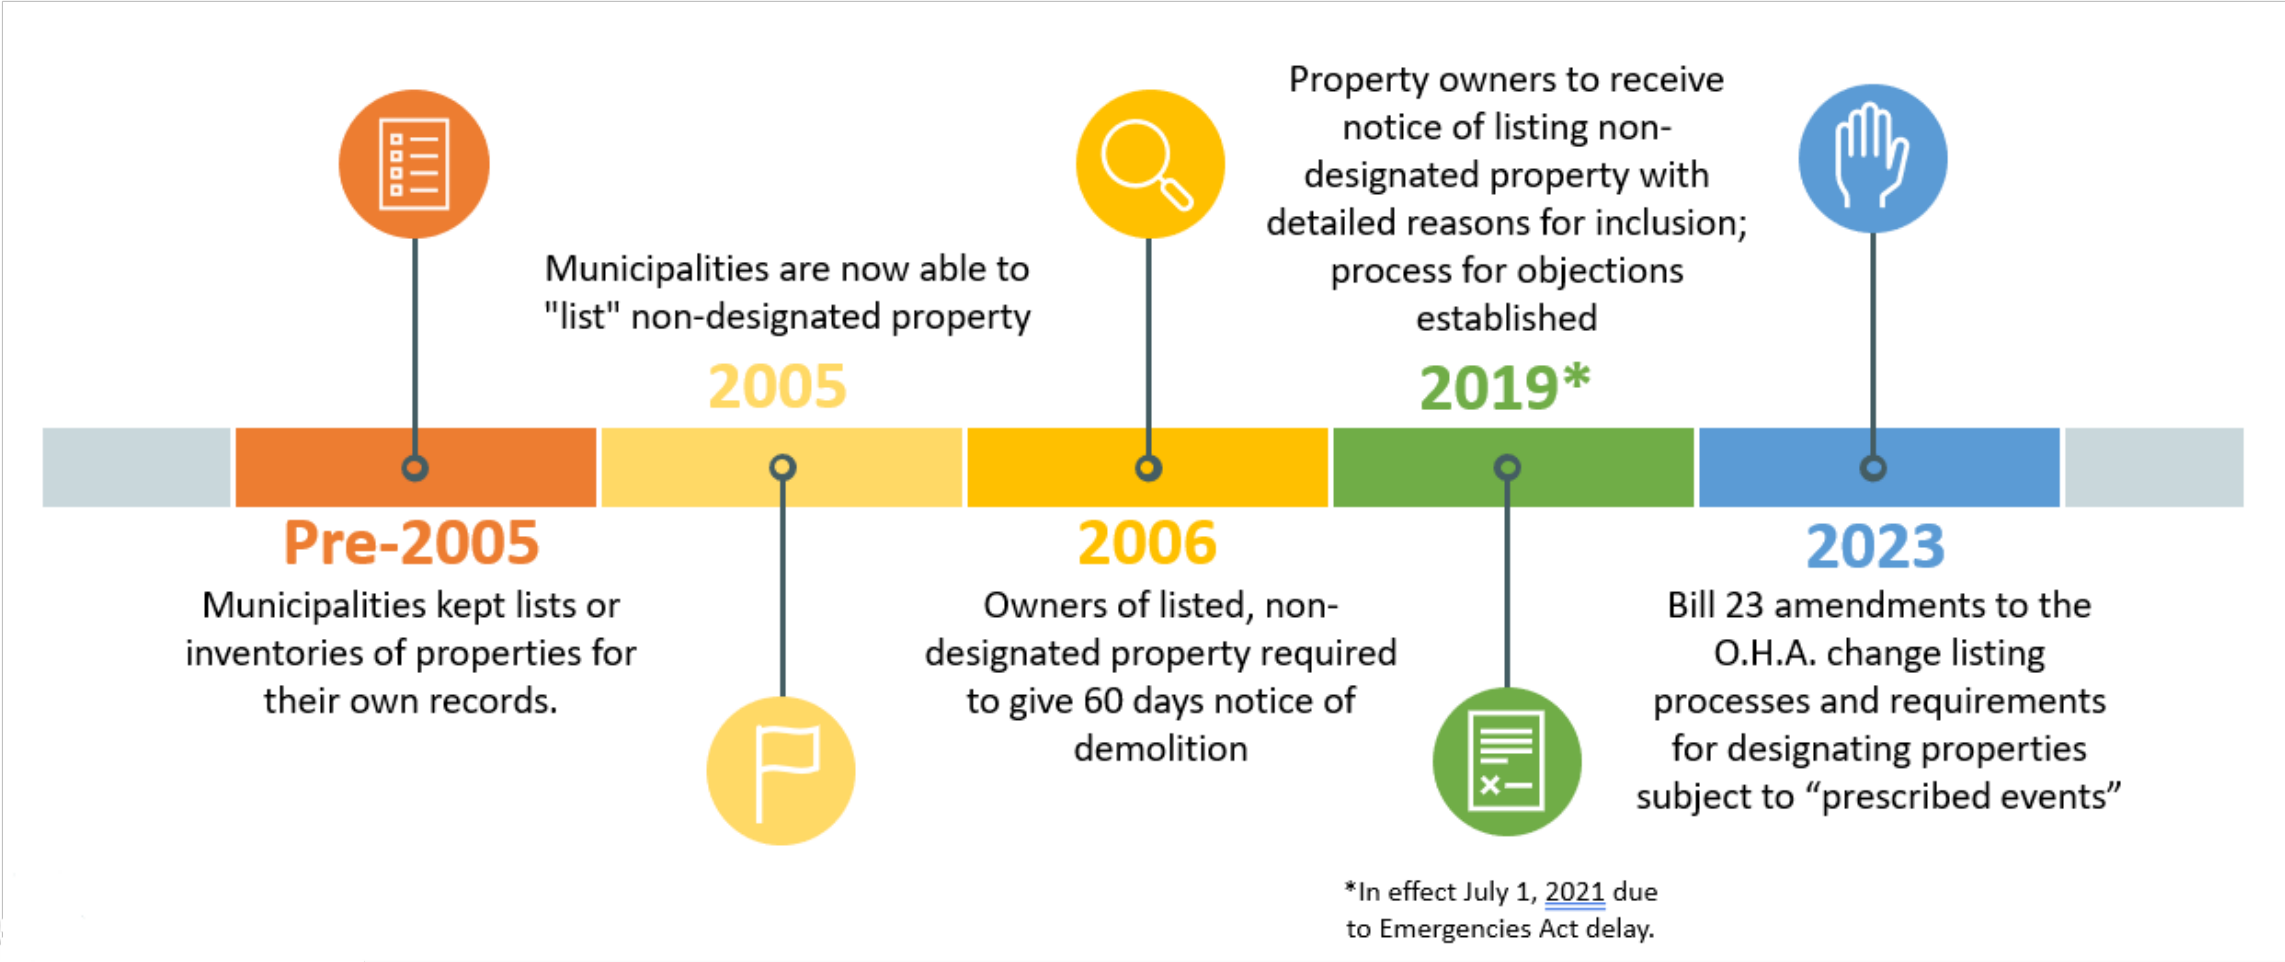 Pre-2005
Municipalities kept lists or
inventories of properties for
their own records.
Municipalities are now able to
"list" non-designated property
2005
2006
Owners of listed, non-
designated property required
to give 60 days notice of
demolition
Property owners to receive
notice of listing non-
designated property with
detailed reasons for inclusion;
process for objections
established
2019*
*In effect July 1, 2021 due
to Emergencies Act delay.
2023
Bill 23 amendments to the
O.H.A. change listing
processes and requirements
for designating properties
subject to “prescribed events”